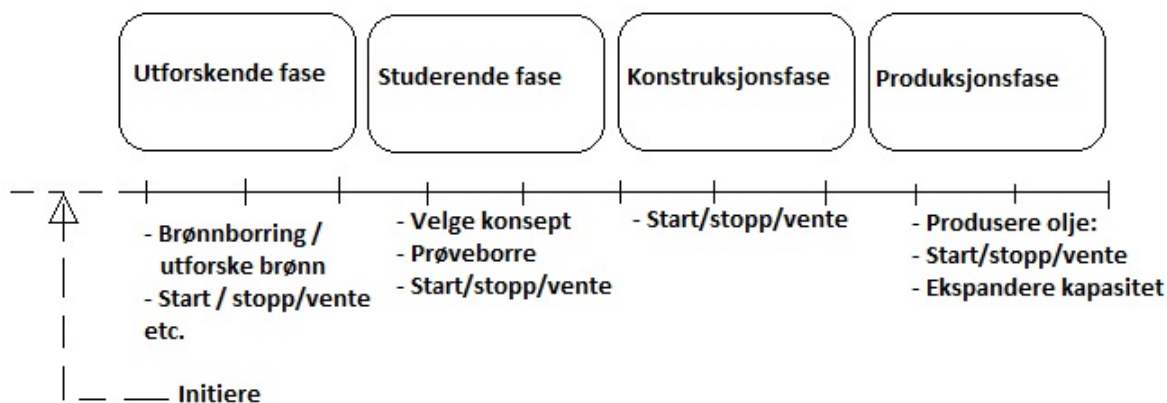 Utforskende fase
Studerende fase
Konstruksjonsfase
Produksjonsfase
- Brønnborring /
utforske brønn
- Start / stopp/vente
etc.
- Velge konsept
- Prøveborre
- Start/stopp/vente
- Start/stopp/vente
- Produsere olje:
- Start/stopp/vente
- Ekspandere kapasitet
Initiere